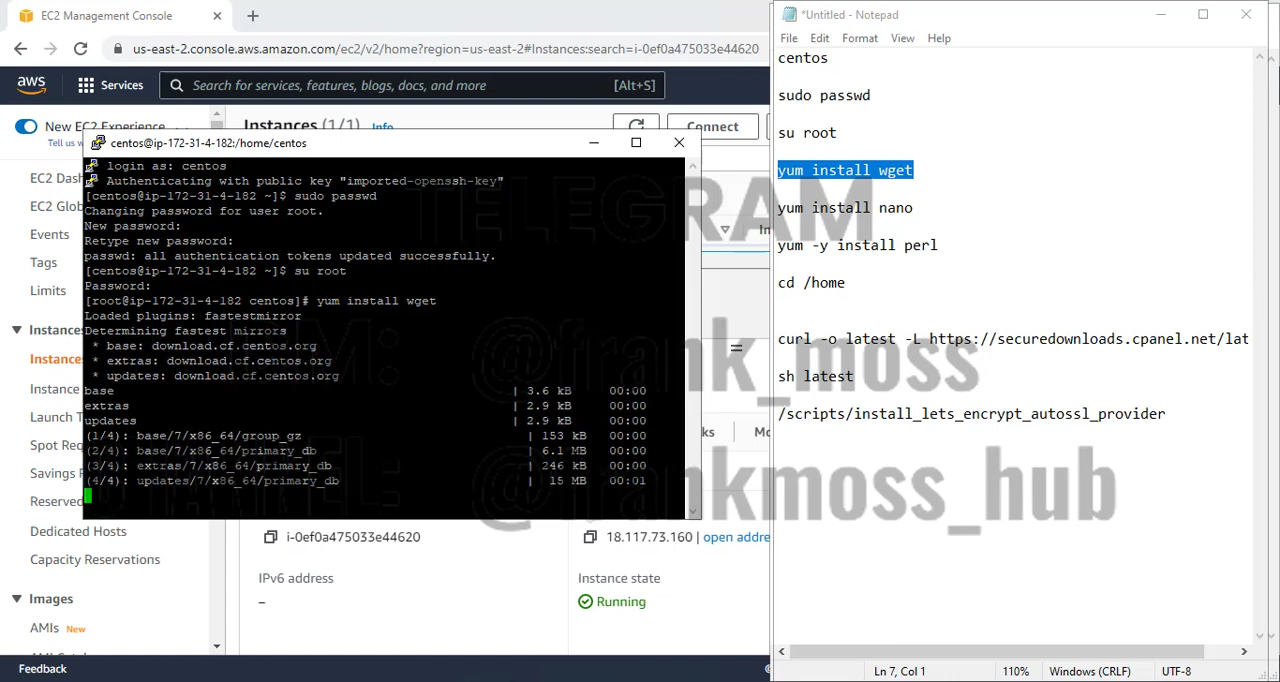 EC2 Management Console
us-east-2.console.aws.amazon.com/ec2/v2/home?region=us-east-2#Instances:search=i-0ef0a475033e44620
aws
Services
Search for services, features, blogs, docs, and more
[Alt+S]
New EC2 Experience
Tell us w
EC2 Dash
EC2 Glob
Events
Tags
Limits
Instances
Instances
Instance
Launch T
Spot Req
Savings
Reserved
Dedicated Hosts
Capacity Reservations
Images
AMIs New
Feedback
Instances (1/1) Info
Connect
centos@ip-172-31-4-182:/home/centos
login as: centos
Authenticating with public key "imported-openssh-key"
[centos@ip-172-31-4-182 ~]$ sudo passwd
Changing password for user root.
New password:
Retype new password:
passwd: all authentication tokens updated successfully.
[centos@ip-172-31-4-182 ~]$ su root
Password:
[root@ip-172-31-4-182 centos]# yum install wget
Loaded plugins: fastestmirror
Determining fastest mirrors
* base: download.cf.centos.org
* extras: download.cf.centos.org
* updates: download.cf.centos.org
base | 3.6 kB 00:00
extras | 2.9 kB 00:00
updates | 2.9 kB 00:00
(1/4): base/7/x86_64/group_gz | 153 kB 00:00
(2/4): base/7/x86_64/primary_db | 6.1 MB 00:00
(3/4): extras/7/x86_64/primary_db | 246 kB 00:00
(4/4): updates/7/x86_64/primary_db | 15 MB 00:01
i-0ef0a475033e44620
18.117.73.160 | open addre
IPv6 address
–
Instance state
Running
*Untitled - Notepad
File Edit Format View Help
centos
sudo passwd
su root
yum install wget
yum install nano
yum -y install perl
cd /home
curl -o latest -L https://securedownloads.cpanel.net/lat
sh latest
/scripts/install_lets_encrypt_autossl_provider
Ln 7, Col 1
110%
Windows (CRLF)
UTF-8
TELEGRAM
@frank_moss
@frankmoss_hub